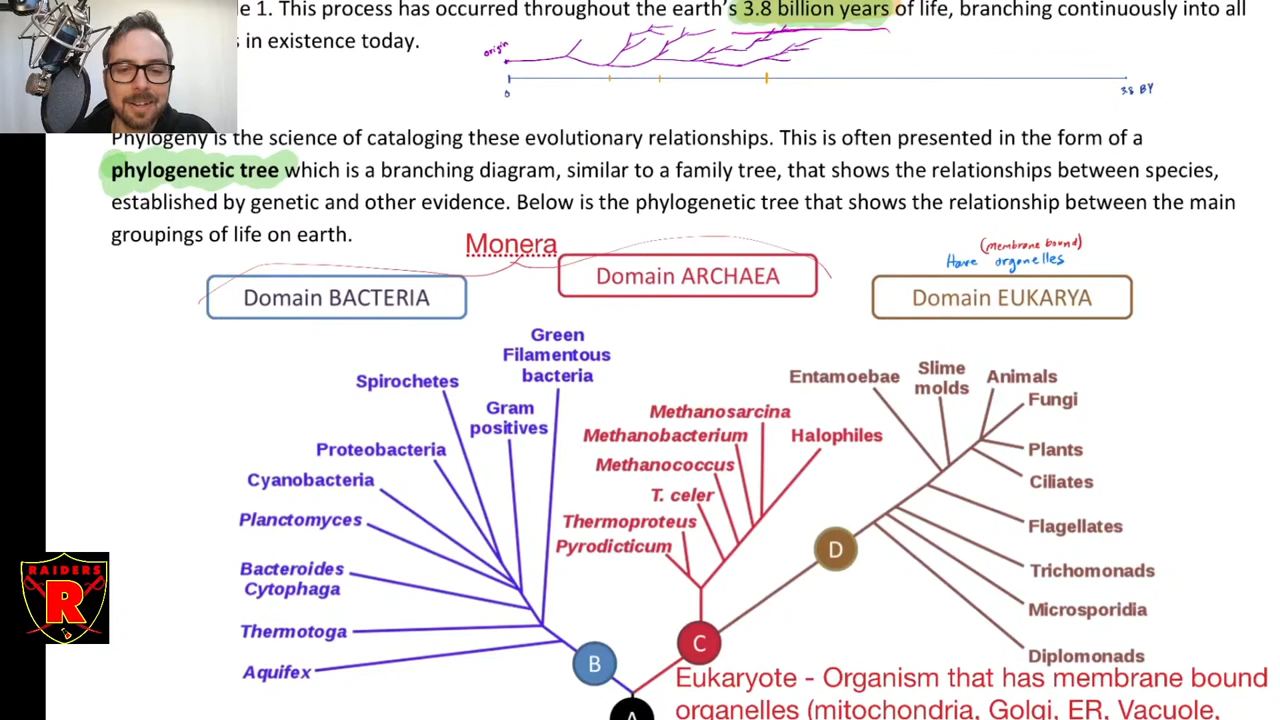 e 1. This process has occurred throughout the earth's 3.8 billion years of life, branching continuously into all
s in existence today.
origin
0
3.8 BY
Phylogeny is the science of cataloging these evolutionary relationships. This is often presented in the form of a
phylogenetic tree which is a branching diagram, similar to a family tree, that shows the relationships between species,
established by genetic and other evidence. Below is the phylogenetic tree that shows the relationship between the main
groupings of life on earth.
Monera
(membrane bound)
Have organelles
Domain BACTERIA
Domain ARCHAEA
Domain EUKARYA
Green
Filamentous
bacteria
Spirochetes
Gram
positives
Proteobacteria
Cyanobacteria
Planctomyces
Bacteroides
Cytophaga
Thermotoga
Aquifex
Methanosarcina
Methanobacterium
Halophiles
Methanococcus
T. celer
Thermoproteus
Pyrodicticum
Entamoebae
Slime
molds
Animals
Fungi
Plants
Ciliates
Flagellates
Trichomonads
Microsporidia
Diplomonads
D
C
B
A
RAIDERS
R
Eukaryote - Organism that has membrane bound
organelles (mitochondria, Golgi, ER, Vacuole,